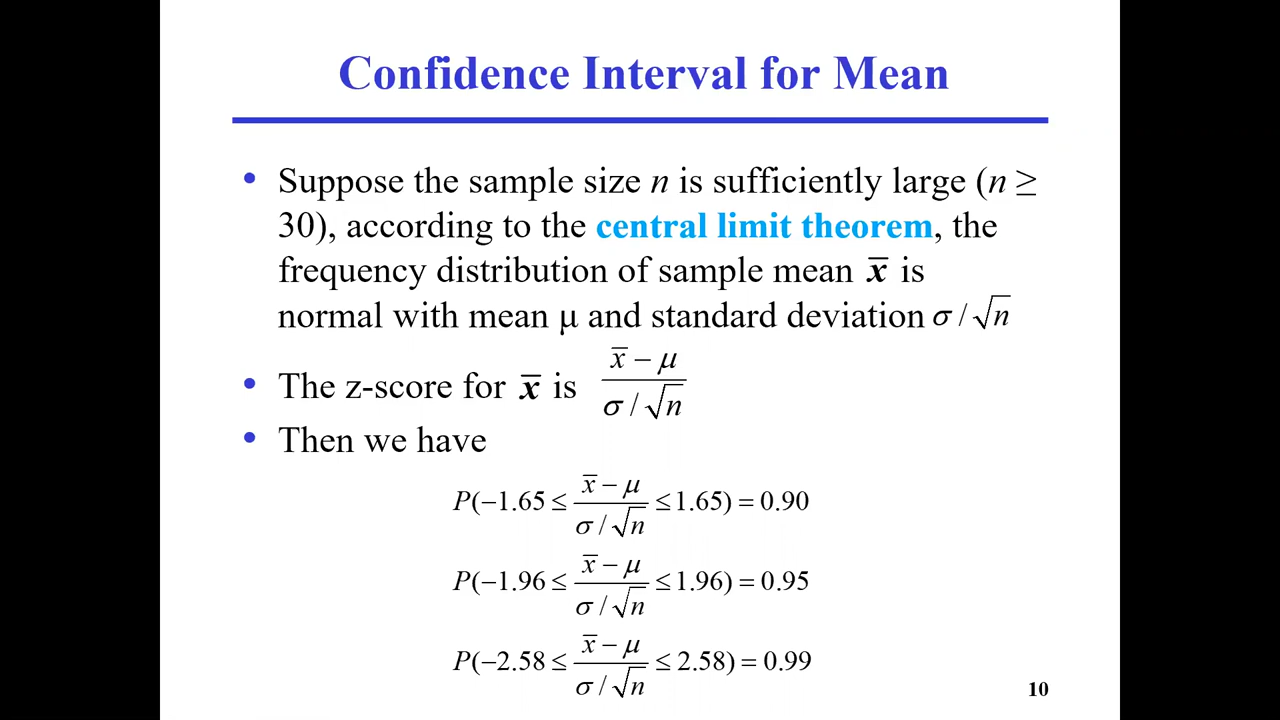 Confidence Interval for Mean
• Suppose the sample size n is sufficiently large (n ≥
30), according to the central limit theorem, the
frequency distribution of sample mean x̄ is
normal with mean μ and standard deviation σ / √n
• The z-score for x̄ is (x̄ − μ) / (σ / √n)
• Then we have
P(−1.65 ≤ (x̄ − μ) / (σ / √n) ≤ 1.65) = 0.90
P(−1.96 ≤ (x̄ − μ) / (σ / √n) ≤ 1.96) = 0.95
P(−2.58 ≤ (x̄ − μ) / (σ / √n) ≤ 2.58) = 0.99
10